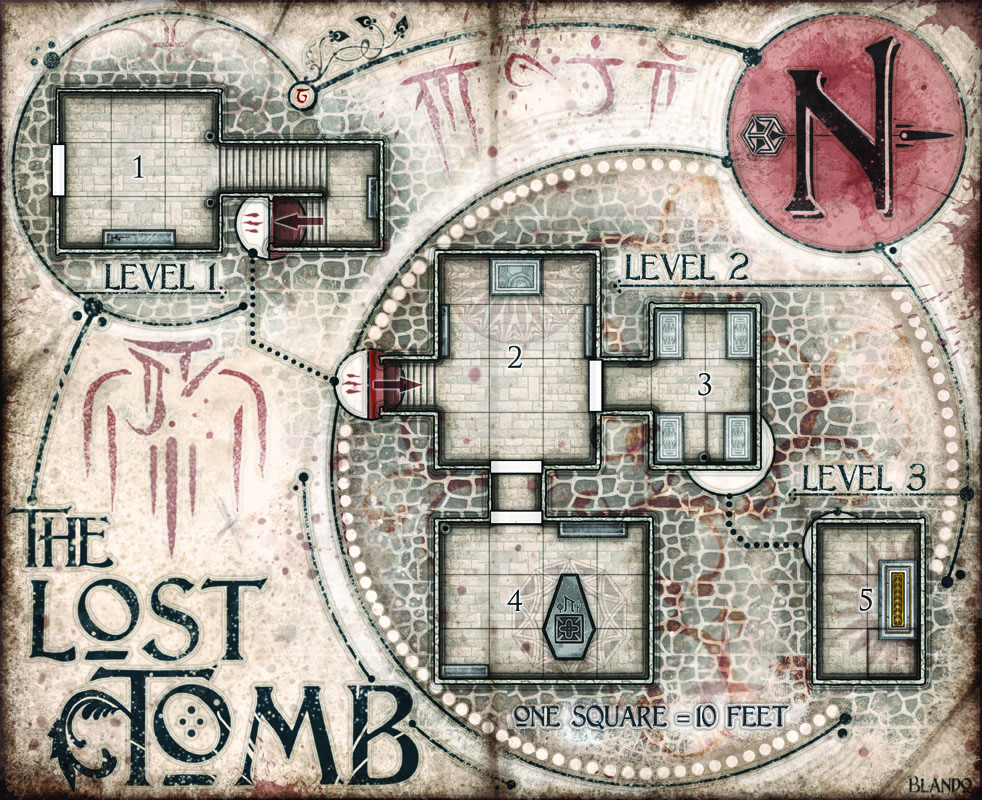 N
1
LEVEL 1
LEVEL 2
2
3
LEVEL 3
4
5
THE
LOST
TOMB
ONE SQUARE = 10 FEET
BLANDO